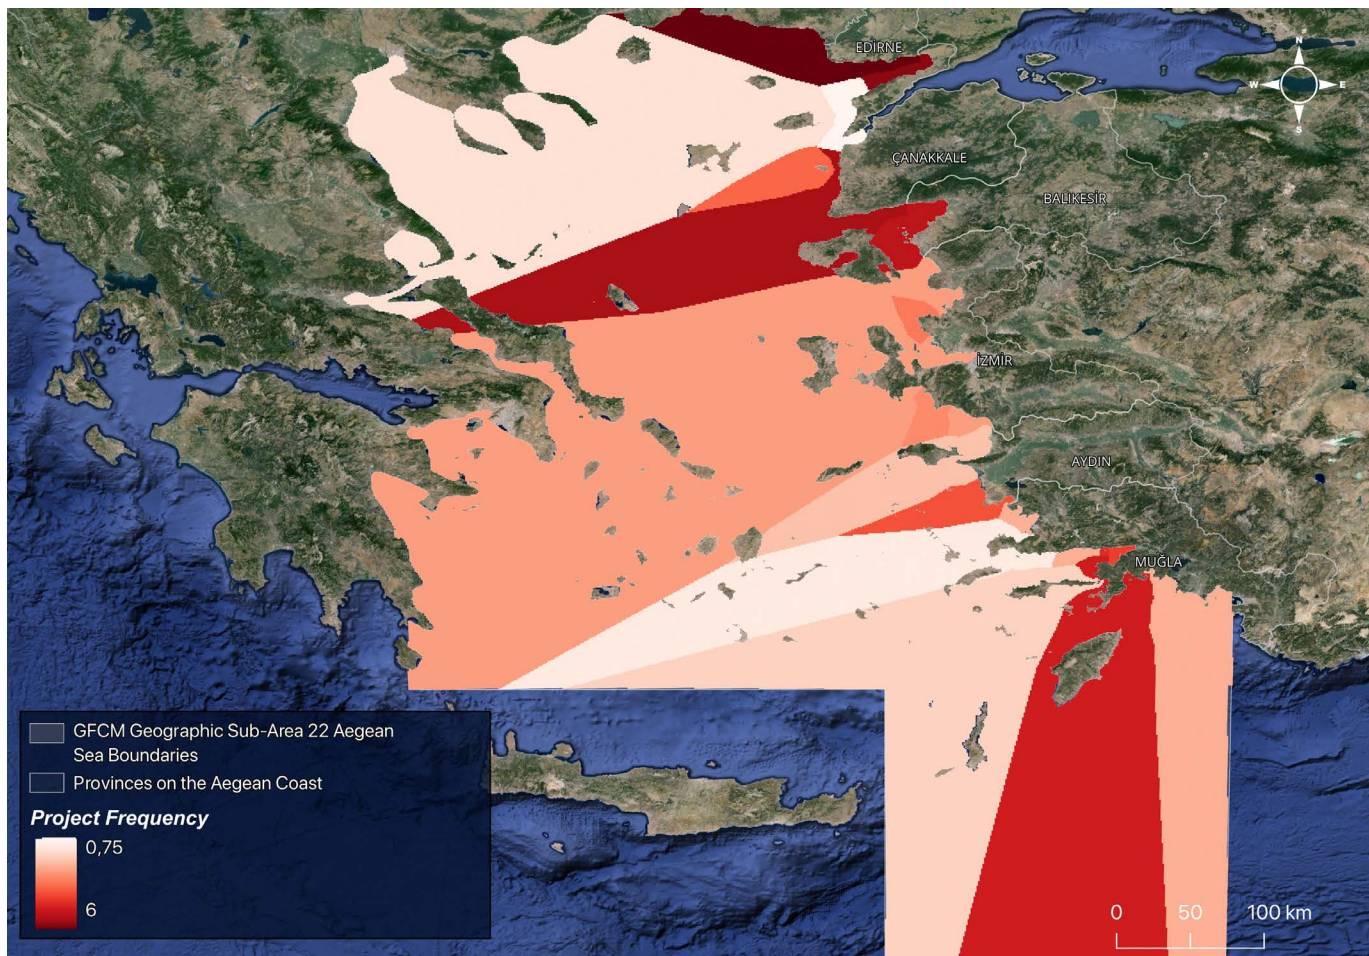 EDİRNE
N
W
E
S
ÇANAKKALE
BALIKESİR
İZMİR
AYDIN
MUĞLA
GFCM Geographic Sub-Area 22 Aegean
Sea Boundaries
Provinces on the Aegean Coast
Project Frequency
0,75
6
0 50 100 km